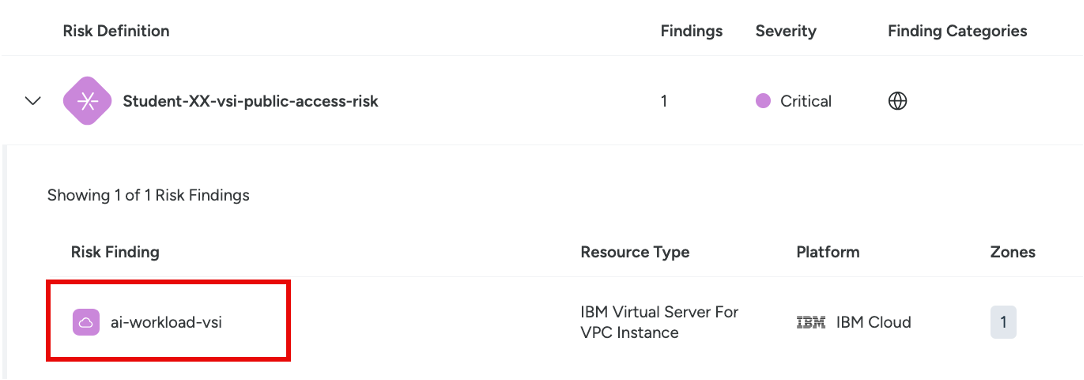 Risk Definition Findings Severity Finding Categories
Student-XX-vsi-public-access-risk 1 Critical
Showing 1 of 1 Risk Findings
Risk Finding Resource Type Platform Zones
ai-workload-vsi IBM Virtual Server For VPC Instance IBM IBM Cloud 1